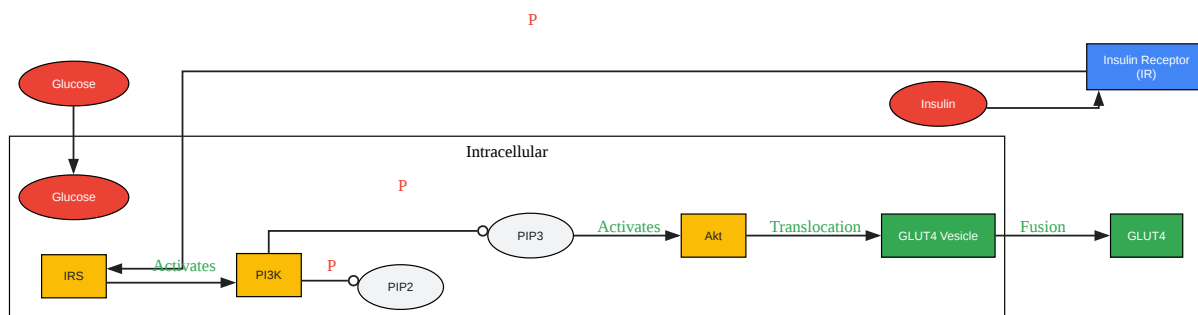 P
Insulin Receptor
(IR)
Glucose
Insulin
Intracellular
P
Glucose
PIP3
Activates
Akt
Translocation
GLUT4 Vesicle
Fusion
GLUT4
IRS
Activates
PI3K
P
PIP2